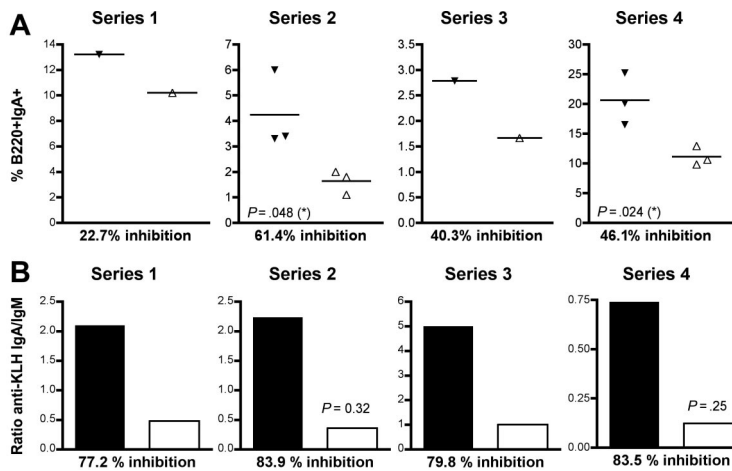 A
Series 1
Series 2
Series 3
Series 4
% B220+IgA+
14
12
10
8
6
4
2
0
22.7% inhibition
7
6
5
4
3
2
1
0
P = .048 (*)
61.4% inhibition
3.5
3.0
2.5
2.0
1.5
1.0
0.5
0.0
40.3% inhibition
30
25
20
15
10
5
0
P = .024 (*)
46.1% inhibition
B
Series 1
Series 2
Series 3
Series 4
Ratio anti-KLH IgA/IgM
2.5
2.0
1.5
1.0
0.5
0.0
77.2 % inhibition
2.5
2.0
1.5
1.0
0.5
0.0
P = 0.32
83.9 % inhibition
6
5
4
3
2
1
0
79.8 % inhibition
0.75
0.50
0.25
0.00
P = .25
83.5 % inhibition